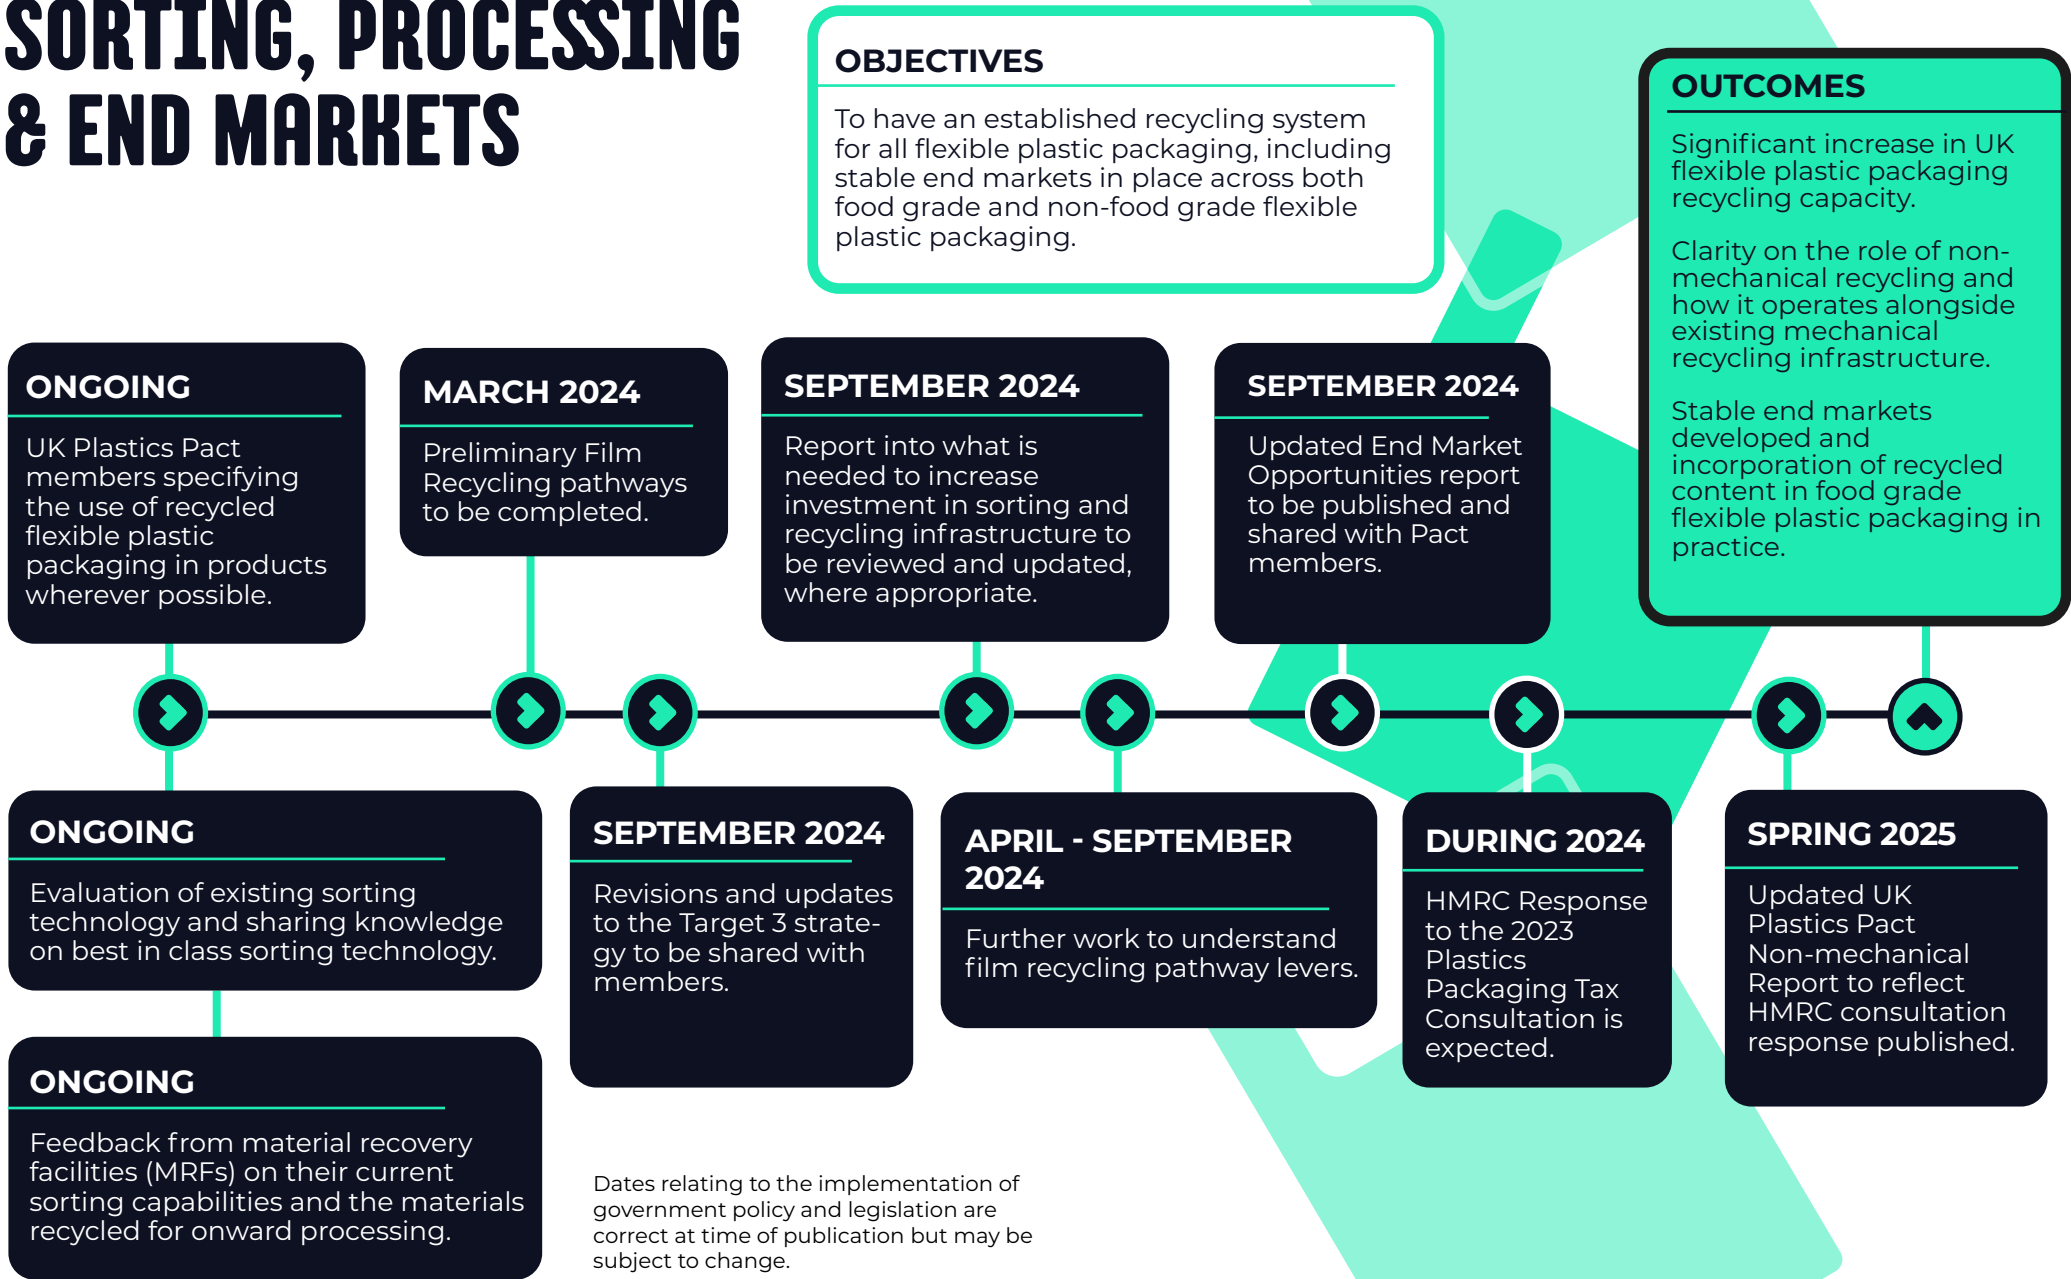 SORTING, PROCESSING
& END MARKETS
OBJECTIVES
To have an established recycling system
for all flexible plastic packaging, including
stable end markets in place across both
food grade and non-food grade flexible
plastic packaging.
OUTCOMES
Significant increase in UK
flexible plastic packaging
recycling capacity.
Clarity on the role of non-
mechanical recycling and
how it operates alongside
existing mechanical
recycling infrastructure.
Stable end markets
developed and
incorporation of recycled
content in food grade
flexible plastic packaging in
practice.
ONGOING
UK Plastics Pact
members specifying
the use of recycled
flexible plastic
packaging in products
wherever possible.
MARCH 2024
Preliminary Film
Recycling pathways
to be completed.
SEPTEMBER 2024
Report into what is
needed to increase
investment in sorting and
recycling infrastructure to
be reviewed and updated,
where appropriate.
SEPTEMBER 2024
Updated End Market
Opportunities report
to be published and
shared with Pact
members.
ONGOING
Evaluation of existing sorting
technology and sharing knowledge
on best in class sorting technology.
ONGOING
Feedback from material recovery
facilities (MRFs) on their current
sorting capabilities and the materials
recycled for onward processing.
SEPTEMBER 2024
Revisions and updates
to the Target 3 strate-
gy to be shared with
members.
APRIL - SEPTEMBER
2024
Further work to understand
film recycling pathway levers.
DURING 2024
HMRC Response
to the 2023
Plastics
Packaging Tax
Consultation is
expected.
SPRING 2025
Updated UK
Plastics Pact
Non-mechanical
Report to reflect
HMRC consultation
response published.
Dates relating to the implementation of
government policy and legislation are
correct at time of publication but may be
subject to change.